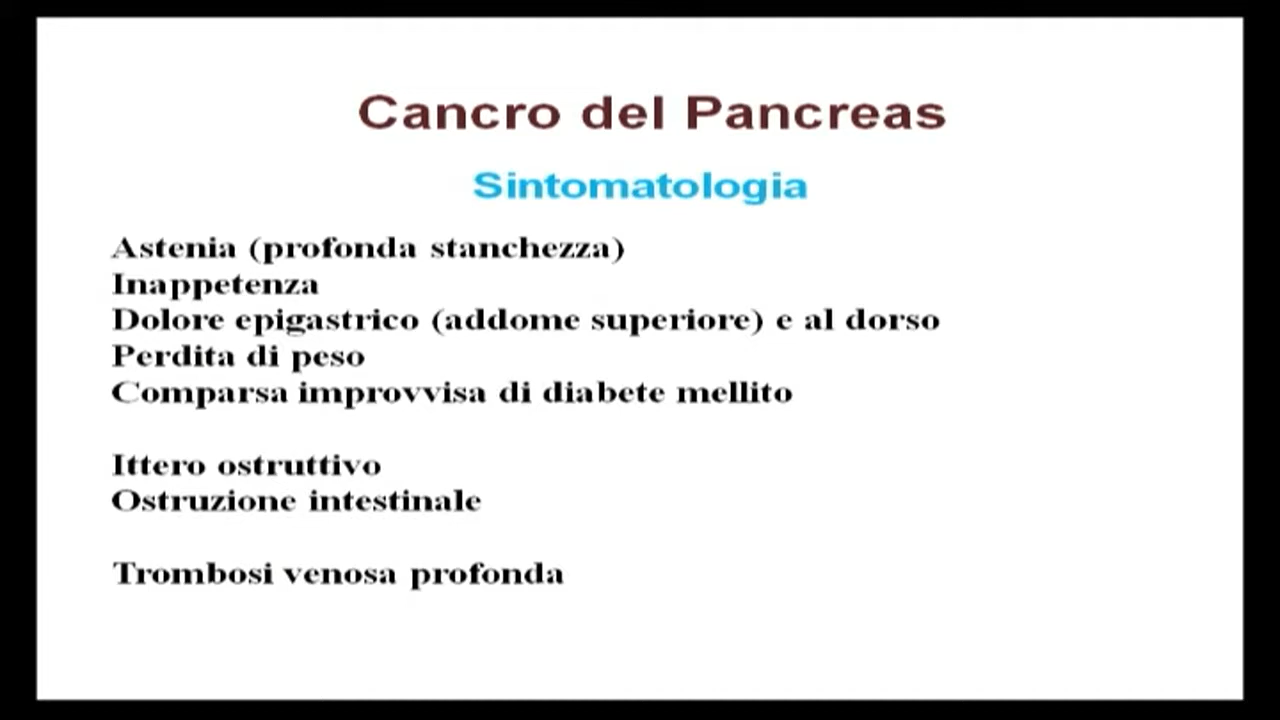 Cancro del Pancreas
Sintomatologia
Astenia (profonda stanchezza)
Inappetenza
Dolore epigastrico (addome superiore) e al dorso
Perdita di peso
Comparsa improvvisa di diabete mellito
Ittero ostruttivo
Ostruzione intestinale
Trombosi venosa profonda